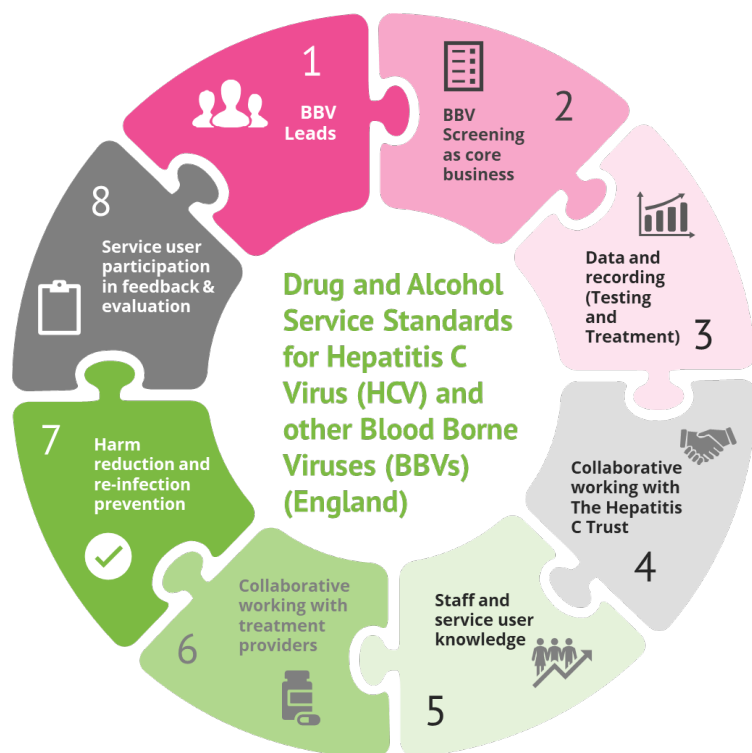 1
BBV
Leads
2
BBV
Screening
as core
business
Data and
recording
(Testing
and
Treatment)
3
Collaborative
working with
The Hepatitis
C Trust
4
Staff and
service user
knowledge
5
Collaborative
working with
treatment
providers
6
7
Harm
reduction and
re-infection
prevention
8
Service user
participation
in feedback &
evaluation
Drug and Alcohol
Service Standards
for Hepatitis C
Virus (HCV) and
other Blood Borne
Viruses (BBVs)
(England)